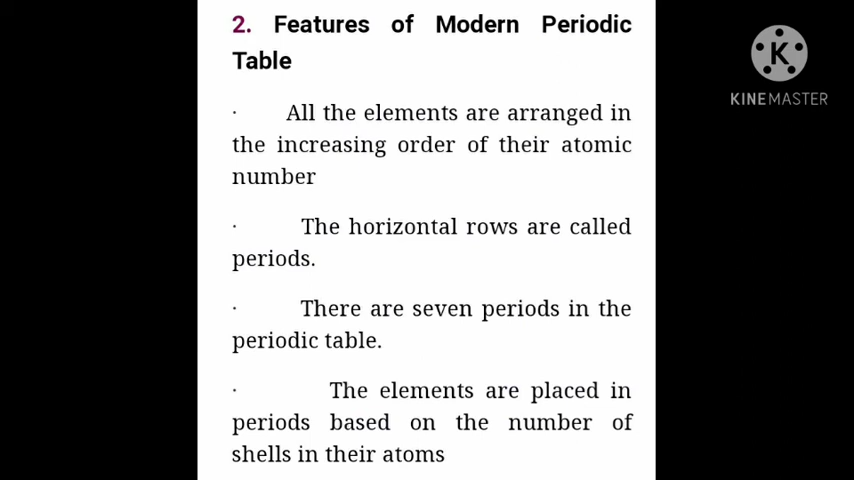 2. Features of Modern Periodic
Table
· All the elements are arranged in
the increasing order of their atomic
number
· The horizontal rows are called
periods.
· There are seven periods in the
periodic table.
· The elements are placed in
periods based on the number of
shells in their atoms
K
KINEMASTER